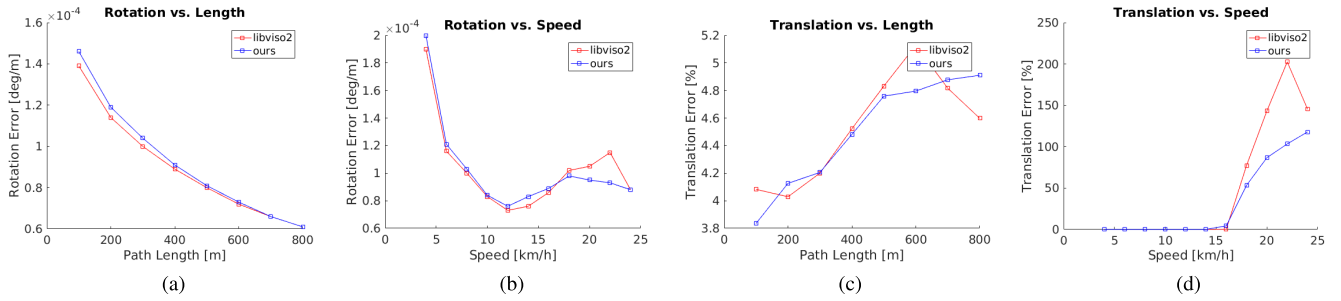 Rotation vs. Length
1.6 ×10⁻⁴
1.4
1.2
1
0.8
0.6
0 200 400 600 800
Rotation Error [deg/m]
Path Length [m]
libviso2
ours
(a)
Rotation vs. Speed
2 ×10⁻⁴
1.8
1.6
1.4
1.2
1
0.8
0.6
0 5 10 15 20 25
Rotation Error [deg/m]
Speed [km/h]
libviso2
ours
(b)
Translation vs. Length
5.2
5
4.8
4.6
4.4
4.2
4
3.8
0 200 400 600 800
Translation Error [%]
Path Length [m]
libviso2
ours
(c)
Translation vs. Speed
250
200
150
100
50
0
0 5 10 15 20 25
Translation Error [%]
Speed [km/h]
libviso2
ours
(d)